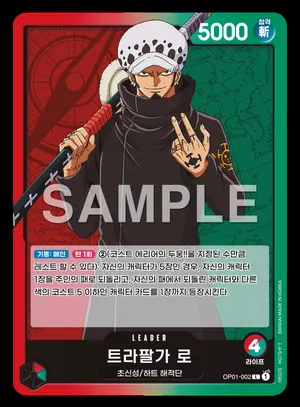 5000
참격
斬
SAMPLE
기동: 메인 턴 1회 ②(코스트 에리어의 두웅!!을 지정된 수만큼
레스트 할 수 있다): 자신의 캐릭터가 5장인 경우, 자신의 캐릭터
1장을 주인의 패로 되돌리고, 자신의 패에서 되돌린 캐릭터와 다른
색의 코스트 5 이하인 캐릭터 카드를 1장까지 등장시킨다.
LEADER
트라팔가 로
초신성/하트 해적단
4
라이프
OP01-002 L